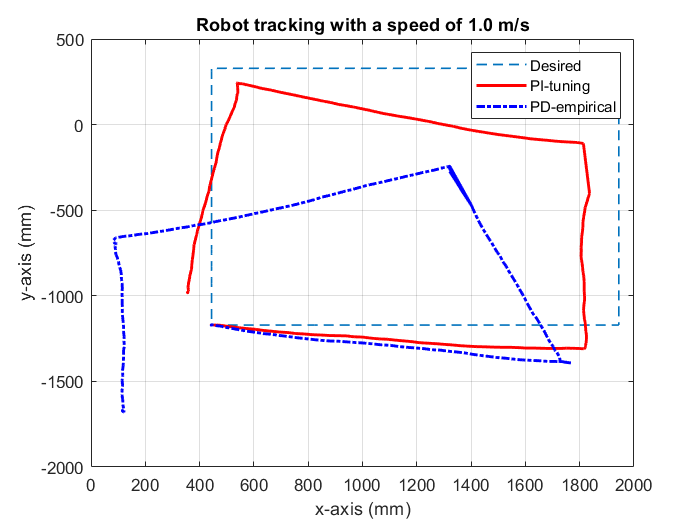 Robot tracking with a speed of 1.0 m/s
Desired
PI-tuning
PD-empirical
500
0
-500
-1000
-1500
-2000
y-axis (mm)
0 200 400 600 800 1000 1200 1400 1600 1800 2000
x-axis (mm)